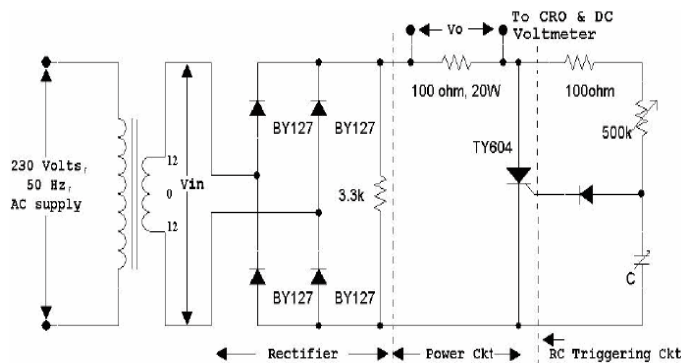 To CRO & DC
Voltmeter
Vo
100 ohm, 20W
100ohm
BY127
BY127
500k
TY604
230 Volts,
50 Hz,
AC supply
12
0
12
Vin
3.3k
C
BY127
BY127
Rectifier
Power Ckt
RC Triggering Ckt